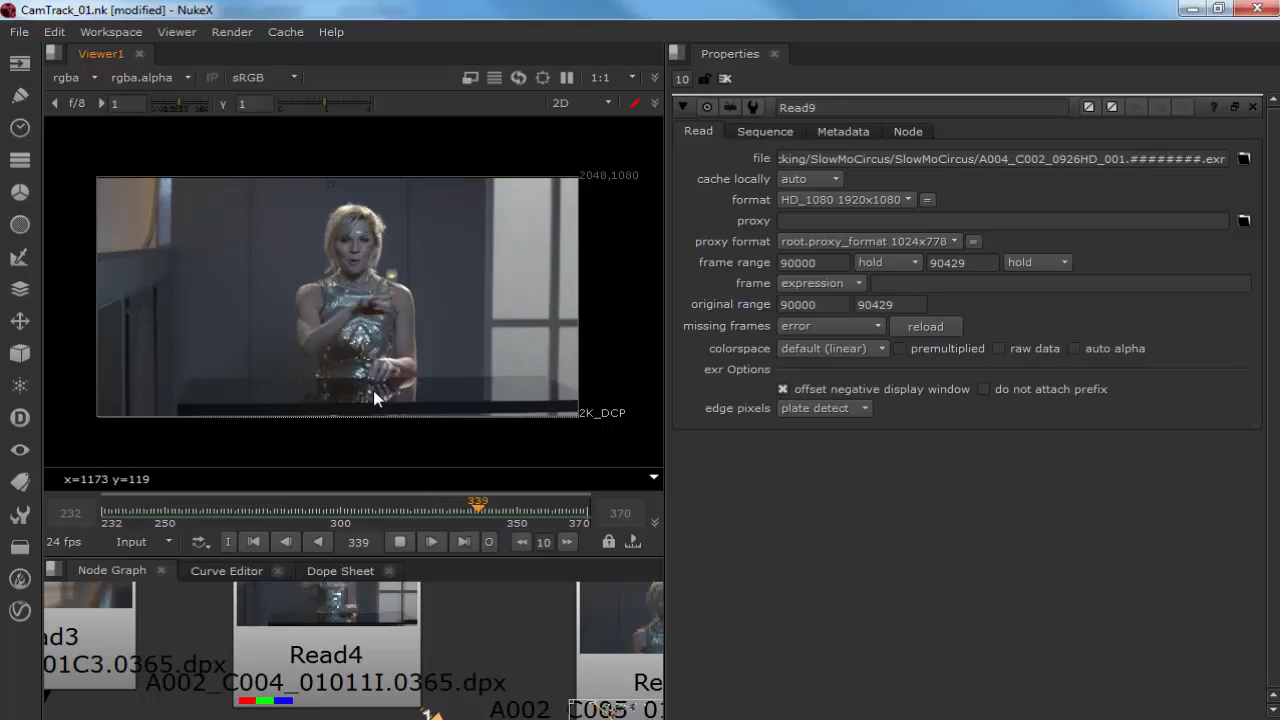 CamTrack_01.nk [modified] - NukeX
File Edit Workspace Viewer Render Cache Help
Viewer1
rgba rgba.alpha IP sRGB 1:1
f/8 1 γ 1 2D
2048,1080
2K_DCP
x=1173 y=119
232 339 370
232 250 300 350 370
24 fps Input I 339 O 10
Node Graph Curve Editor Dope Sheet
ad3
01C3.0365.dpx
Read4
A002_C004_01011I.0365.dpx
Re
A002_C005_01
1
Properties
10
Read9
Read Sequence Metadata Node
file :king/SlowMoCircus/SlowMoCircus/A004_C002_0926HD_001.########.exr
cache locally auto
format HD_1080 1920x1080 =
proxy
proxy format root.proxy_format 1024x778 =
frame range 90000 hold 90429 hold
frame expression
original range 90000 90429
missing frames error reload
colorspace default (linear) premultiplied raw data auto alpha
exr Options
offset negative display window do not attach prefix
edge pixels plate detect